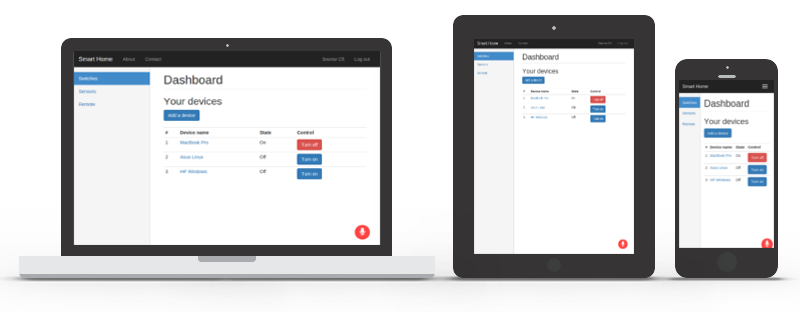 Smart Home About Contact Log out
Switches
Sensors
Remote
Dashboard
Your devices
Add a device
# Device name State Control
1 MacBook Pro On Turn off
2 Asus Linux Off Turn on
3 HP Windows Off Turn on
Smart Home About Contact Log out
Switches
Sensors
Remote
Dashboard
Your devices
Add a device
# Device name State Control
1 MacBook Pro On Turn off
2 Asus Linux Off Turn on
3 HP Windows Off Turn on
Smart Home
Switches
Sensors
Remote
Dashboard
Your devices
Add a device
# Device name State Control
1 MacBook Pro On Turn off
2 Asus Linux Off Turn on
3 HP Windows Off Turn on